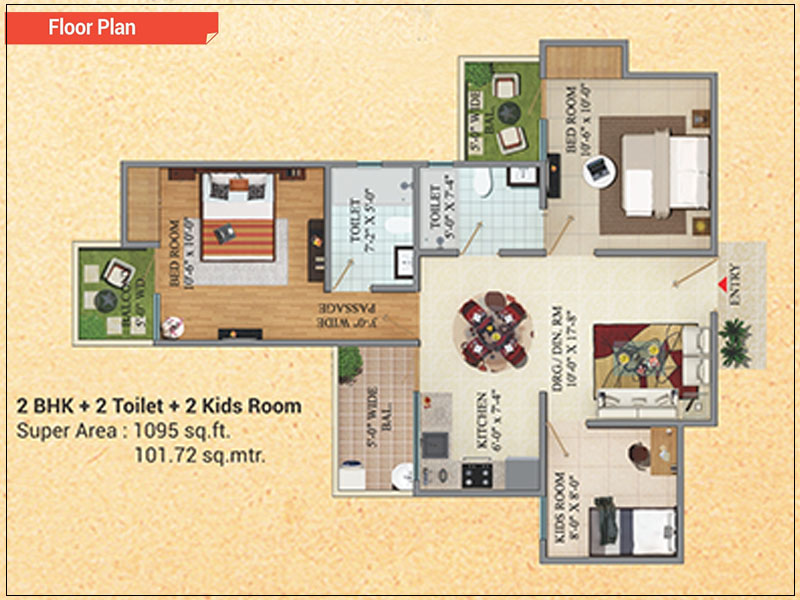 Floor Plan
5'-0" WIDE
BAL.
BED ROOM
10'-6" x 10'-0"
TOILET
7'-2" X 5'-0"
TOILET
5'-0" X 7'-4"
BED ROOM
10'-6" x 10'-0"
BALCONY
5'-0" WD
3'-0" WIDE
PASSAGE
ENTRY
DRG./ DIN. RM
10'-0" X 17'-8"
5'-0" WIDE
BAL.
KITCHEN
6'-0" x 7'-4"
KIDS ROOM
8'-0" X 8'-0"
2 BHK + 2 Toilet + 2 Kids Room
Super Area : 1095 sq.ft.
101.72 sq.mtr.